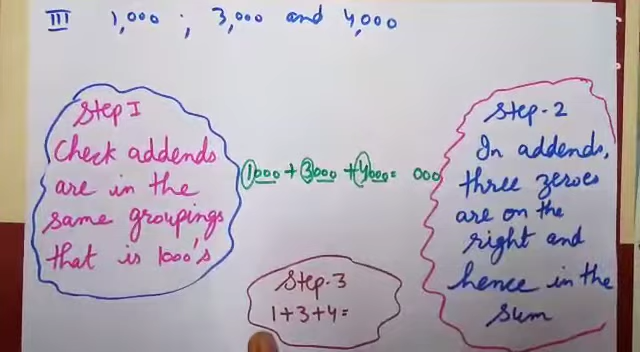 III 1,000 ; 3,000 and 4,000
Step I
Check addends
are in the
same groupings
that is 1000's
1000 + 3000 + 4000 = 000
Step-2
In addends,
three zeroes
are on the
right and
hence in the
sum
Step-3
1+3+4=